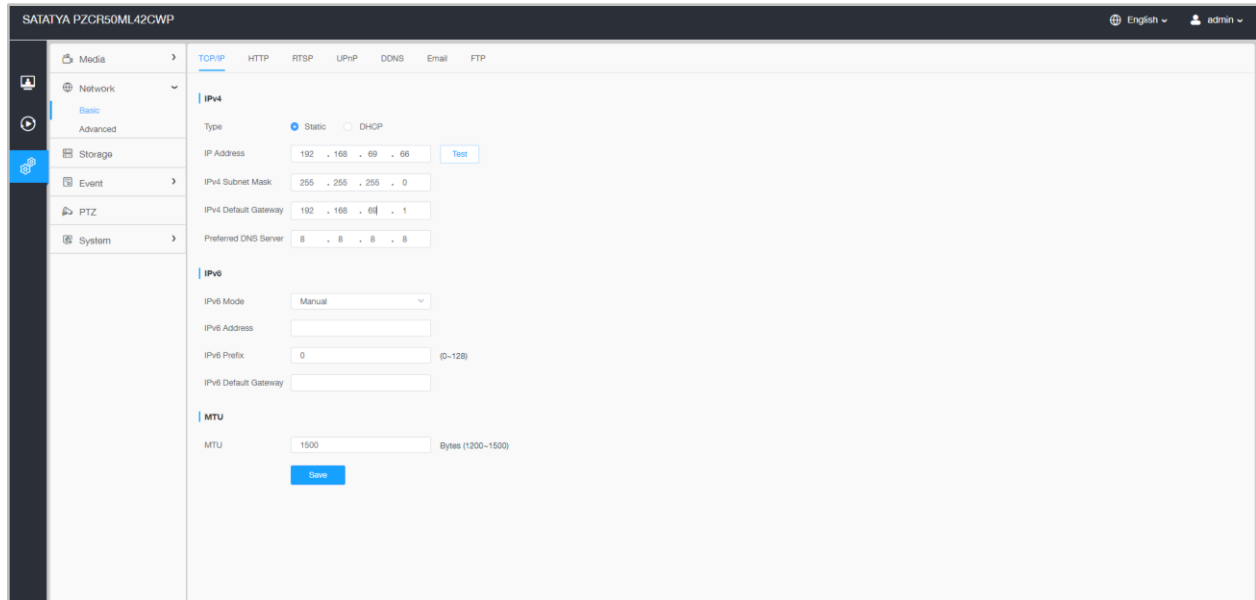 SATATYA PZCR50ML42CWP English admin
Media
Network
Basic
Advanced
Storage
Event
PTZ
System
TCP/IP HTTP RTSP UPnP DDNS Email FTP
IPv4
Type Static DHCP
IP Address 192 . 168 . 69 . 66 Test
IPv4 Subnet Mask 255 . 255 . 255 . 0
IPv4 Default Gateway 192 . 168 . 69 . 1
Preferred DNS Server 8 . 8 . 8 . 8
IPv6
IPv6 Mode Manual
IPv6 Address
IPv6 Prefix 0 (0~128)
IPv6 Default Gateway
MTU
MTU 1500 Bytes (1200~1500)
Save